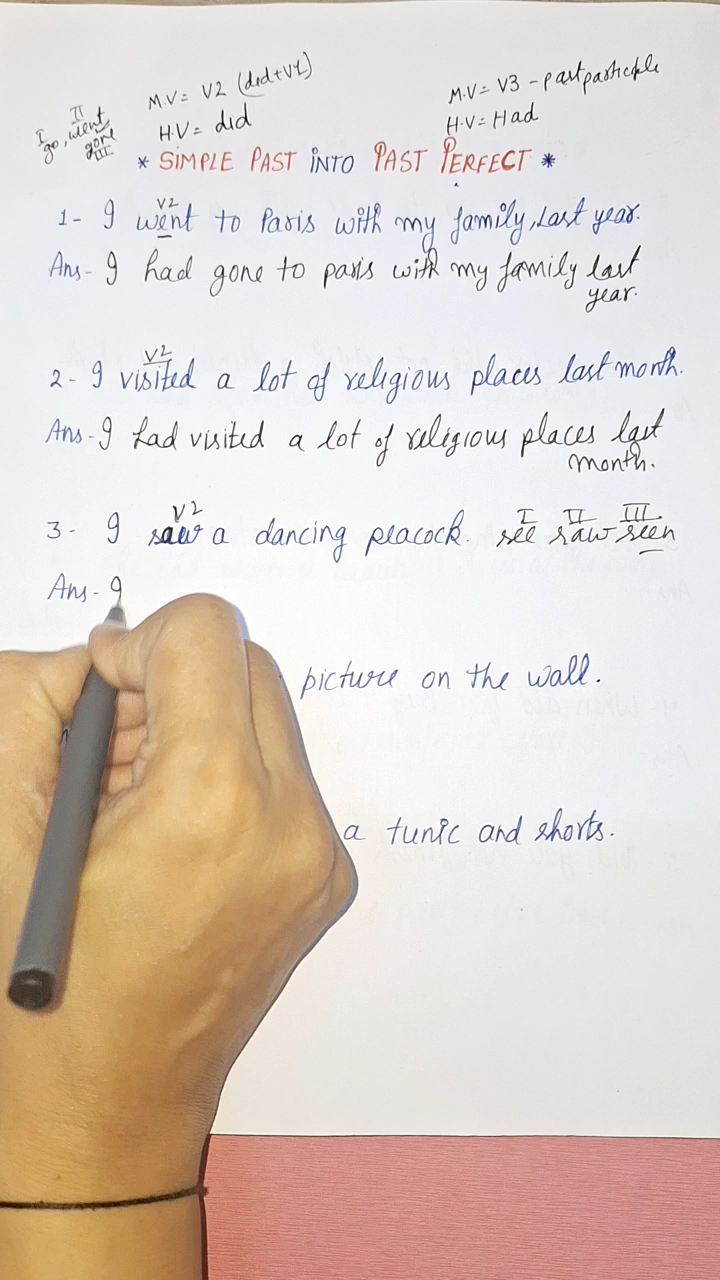 M.V = V2 (did+V1)
H.V = did
M.V = V3 - past participle
H.V = Had
I II
go, went
gone
III
* SIMPLE PAST INTO PAST PERFECT *
V2
1- I went to Paris with my family, Last year.
Ans- I had gone to paris with my family last
year.
V2
2- I visited a lot of religious places last month.
Ans- I had visited a lot of religious places last
month.
V2 I II III
3- I saw a dancing peacock. see saw seen
Ans- I
picture on the wall.
a tunic and shorts.